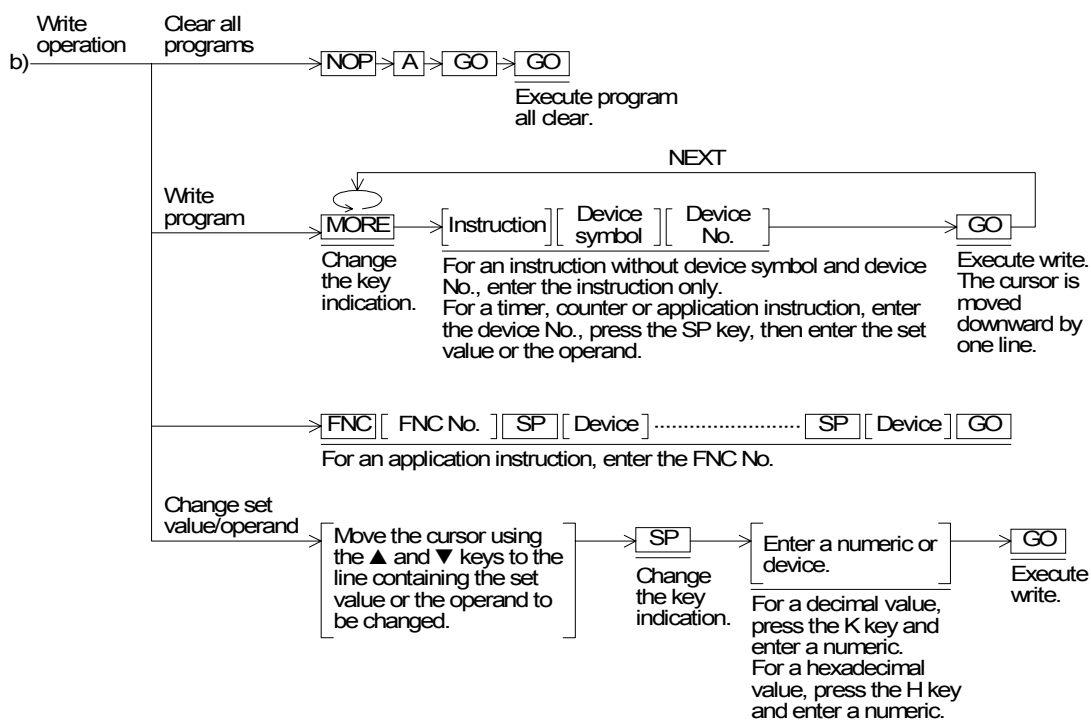 Write
operation
b)
Clear all
programs
NOP A GO GO
Execute program
all clear.
NEXT
Write
program
MORE [Instruction] [Device symbol] [Device No.] GO
Change
the key
indication.
For an instruction without device symbol and device
No., enter the instruction only.
For a timer, counter or application instruction, enter
the device No., press the SP key, then enter the set
value or the operand.
Execute write.
The cursor is
moved
downward by
one line.
FNC [FNC No.] SP [Device] ........................ SP [Device] GO
For an application instruction, enter the FNC No.
Change set
value/operand
Move the cursor using
the ▲ and ▼ keys to the
line containing the set
value or the operand to
be changed.
SP
Change
the key
indication.
Enter a numeric or
device.
For a decimal value,
press the K key and
enter a numeric.
For a hexadecimal
value, press the H key
and enter a numeric.
GO
Execute
write.